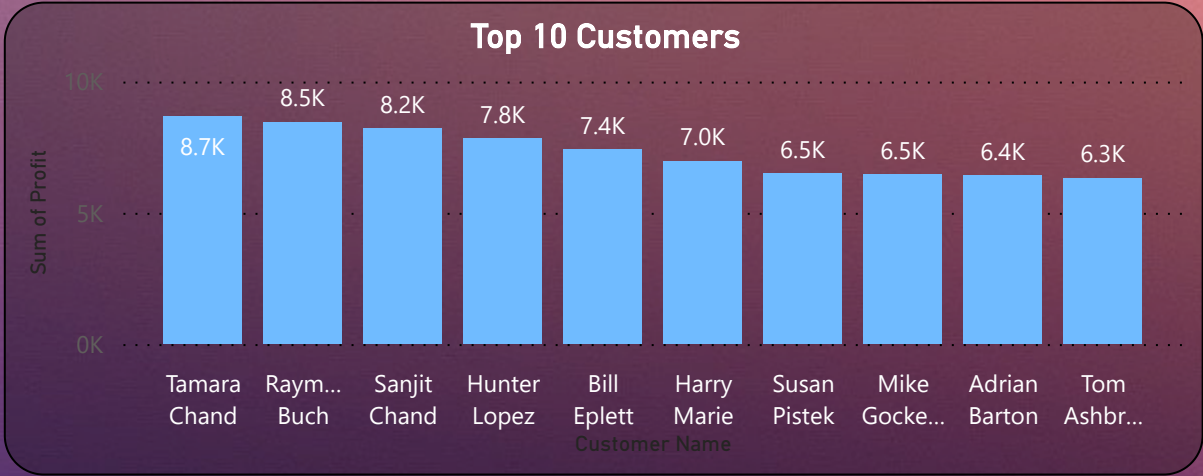 Top 10 Customers
10K
5K
0K
Sum of Profit
8.7K
8.5K
8.2K
7.8K
7.4K
7.0K
6.5K
6.5K
6.4K
6.3K
Tamara
Chand
Raym...
Buch
Sanjit
Chand
Hunter
Lopez
Bill
Eplett
Harry
Marie
Susan
Pistek
Mike
Gocke...
Adrian
Barton
Tom
Ashbr...
Customer Name